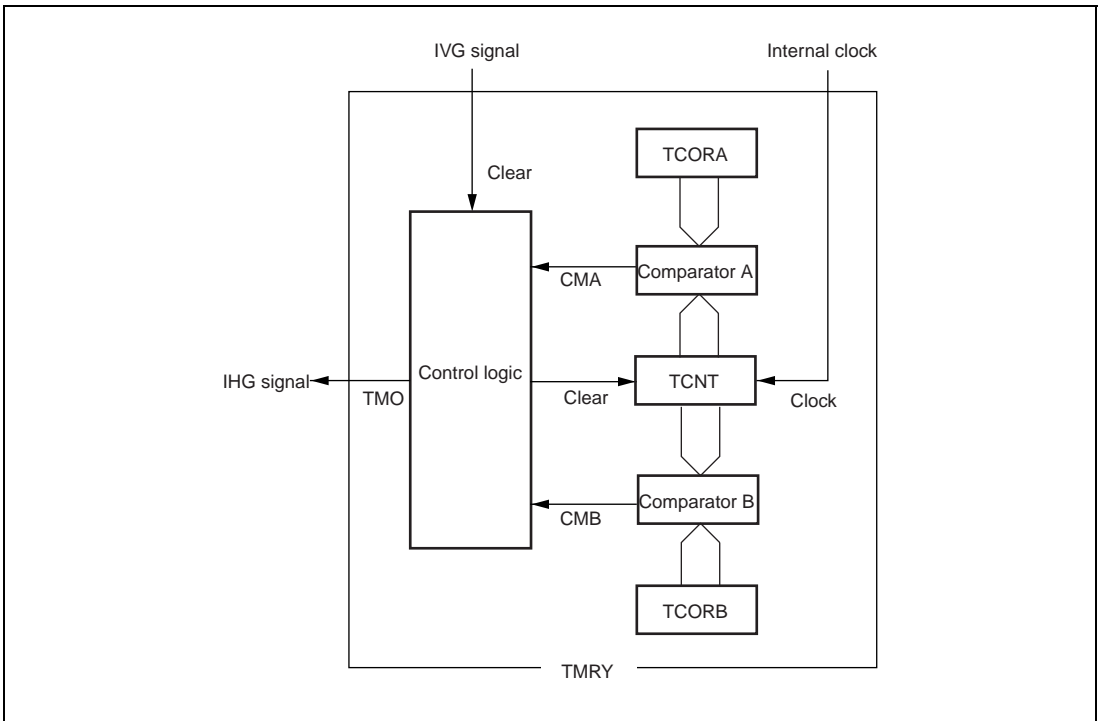 IVG signal
Internal clock
TCORA
Clear
Comparator A
CMA
IHG signal
TMO
Control logic
Clear
TCNT
Clock
Comparator B
CMB
TCORB
TMRY